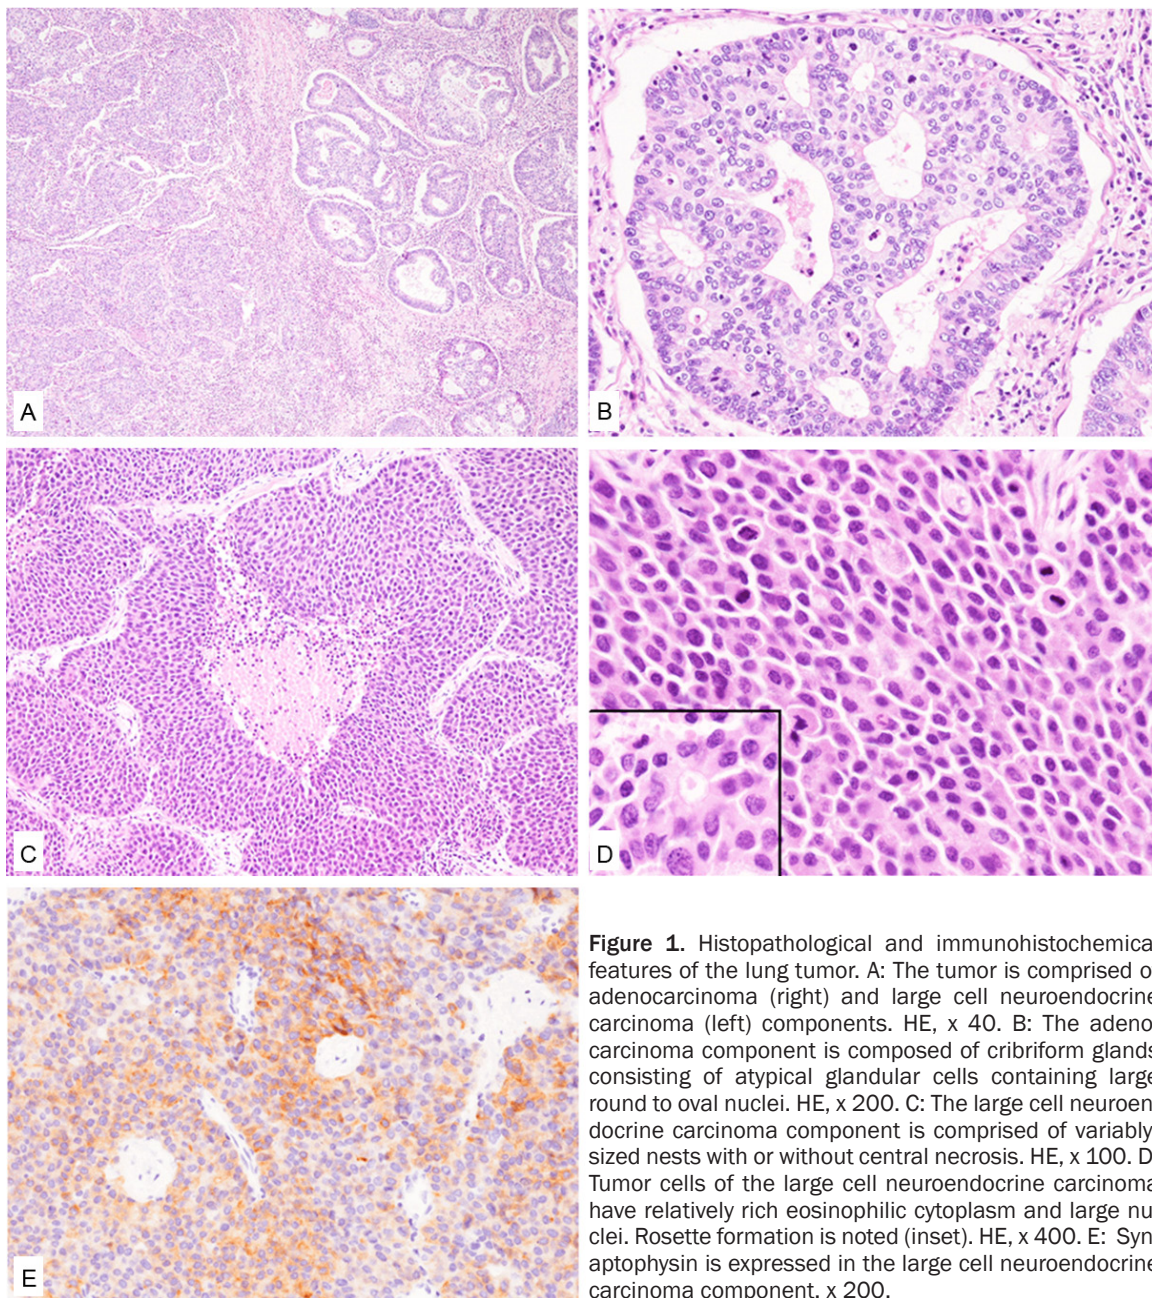 A
B
C
D
E
Figure 1. Histopathological and immunohistochemica
features of the lung tumor. A: The tumor is comprised o
adenocarcinoma (right) and large cell neuroendocrine
carcinoma (left) components. HE, x 40. B: The adeno
carcinoma component is composed of cribriform glands
consisting of atypical glandular cells containing large
round to oval nuclei. HE, x 200. C: The large cell neuroen
docrine carcinoma component is comprised of variably
sized nests with or without central necrosis. HE, x 100. D
Tumor cells of the large cell neuroendocrine carcinoma
have relatively rich eosinophilic cytoplasm and large nu
clei. Rosette formation is noted (inset). HE, x 400. E: Syn
aptophysin is expressed in the large cell neuroendocrine
carcinoma component, x 200.